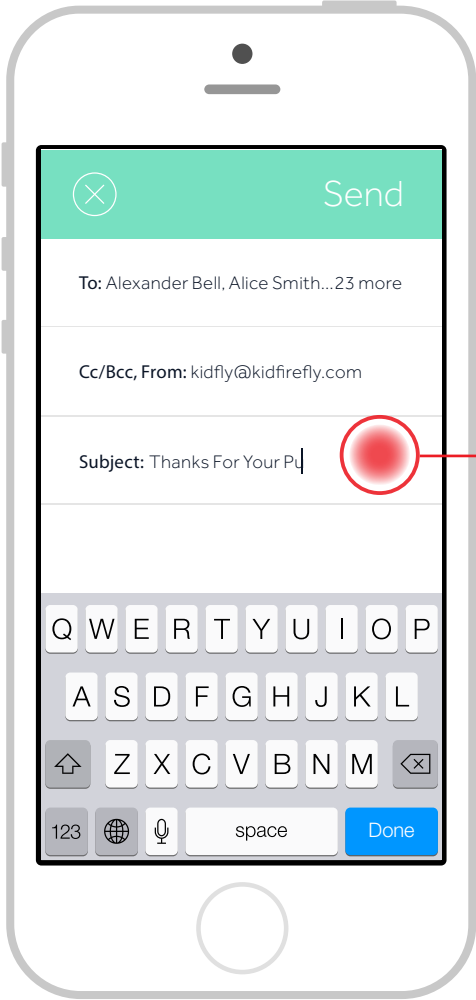 Send
To: Alexander Bell, Alice Smith...23 more
Cc/Bcc, From: kidfly@kidfirefly.com
Subject: Thanks For Your Pu
Q W E R T Y U I O P
A S D F G H J K L
Z X C V B N M
123 space Done